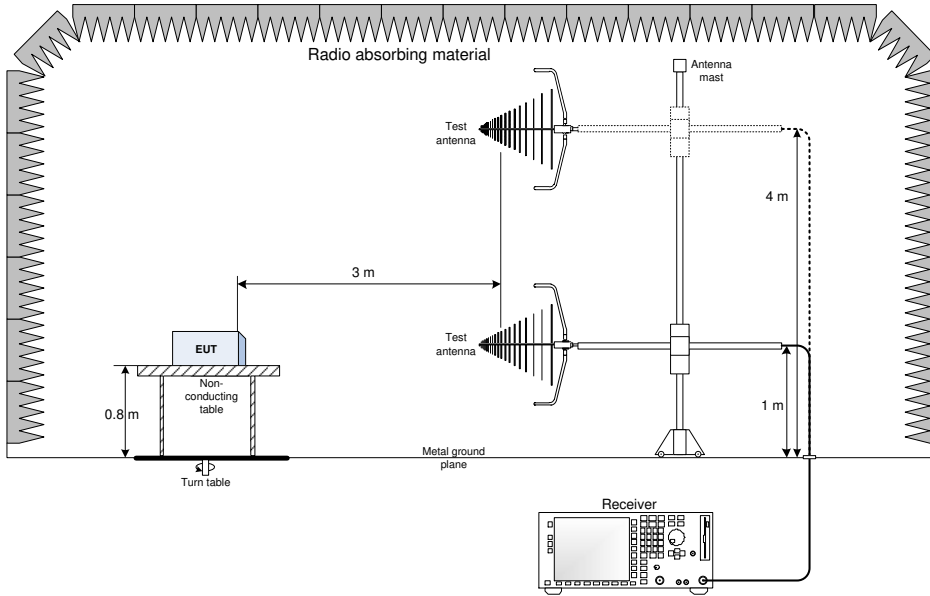 Radio absorbing material
Antenna
mast
Test
antenna
4 m
3 m
Test
antenna
EUT
Non-
conducting
table
0.8 m
1 m
Metal ground
plane
Turn table
Receiver